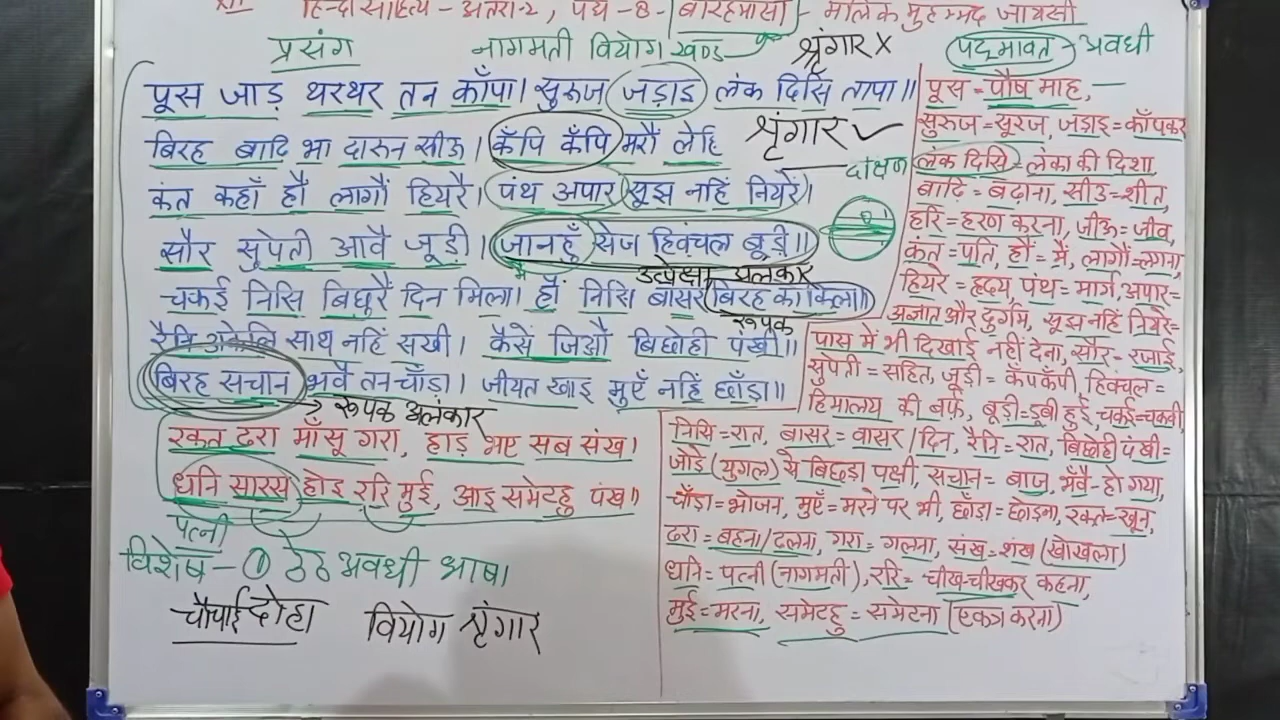 XII हिन्दी साहित्य - अंतरा-2, पद्य-8- बारहमासा - मलिक मुहम्मद जायसी
प्रसंग नागमती वियोग खण्ड श्रृंगार X पद्मावत - अवधी
पूस जाड़ थरथर तन काँपा। सुरुज जड़ाइ लंक दिसि तापा॥
बिरह बादि भा दारुन सीऊ। कँपि कँपि मरौं लेहि
श्रृंगार ✓
दक्षिण
कंत कहाँ हौं लागौं हियरै। पंथ अपार सूझ नहिं नियरें।
सौर सुपेती आवै जूड़ी। जानहुँ सेज हिवंचल बूड़ी॥
उत्प्रेक्षा अलंकार
चकई निसि बिछुरैं दिन मिला। हौं निसि बासर बिरह कोकिला॥
रूपक
रैनि अकेलि साथ नहिं सखी। कैसें जिऔं बिछोही पंखी॥
बिरह सचान भँवै तन चाँड़ा। जीयत खाइ मुएँ नहिं छाँड़ा॥
→ रूपक अलंकार
रकत ढरा माँसू गरा, हाड़ भए सब संख।
धनि सारस होइ ररि मुई, आइ समेटहु पंख॥
पत्नी
विशेष - ① ठेठ अवधी भाषा
चौपाई दोहा वियोग श्रृंगार
पूस = पौष माह, —
सुरुज = सूरज, जड़ाइ = काँपकर
लंक दिसि = लंका की दिशा
बादि = बढ़ाना, सीउ = शीत,
हरि = हरण करना, जीऊ = जीव,
कंत = पति, हौं = मैं, लागौं = लगना,
हियरे = हृदय, पंथ = मार्ग, अपार =
अज्ञात और दुर्गम, सूझ नहिं नियरे =
पास में भी दिखाई नहीं देना, सौर = रजाई,
सुपेती = सहित, जूड़ी = कँपकँपी, हिवंचल =
हिमालय की बर्फ, बूड़ी = डूबी हुई, चकई = चकवी,
निसि = रात, बासर = वासर / दिन, रैनि = रात, बिछोही पंखी =
जोड़े (युगल) से बिछड़ा पक्षी, सचान = बाज, भँवै - हो गया,
चाँड़ा = भोजन, मुएँ = मरने पर भी, छाँड़ा = छोड़ना, रक्त = खून,
ढरा = बहना / ढलना, गरा = गलना, संख = शंख (खोखला)
धनि = पत्नी (नागमती), ररि = चीख-चीखकर कहना,
मुई = मरना, समेटहु = समेटना (एकत्र करना)